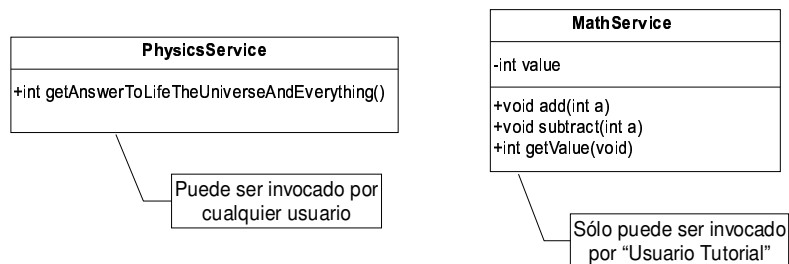 PhysicsService
+int getAnswerToLifeTheUniverseAndEverything()
Puede ser invocado por
cualquier usuario
MathService
-int value
+void add(int a)
+void subtract(int a)
+int getValue(void)
Sólo puede ser invocado
por “Usuario Tutorial”